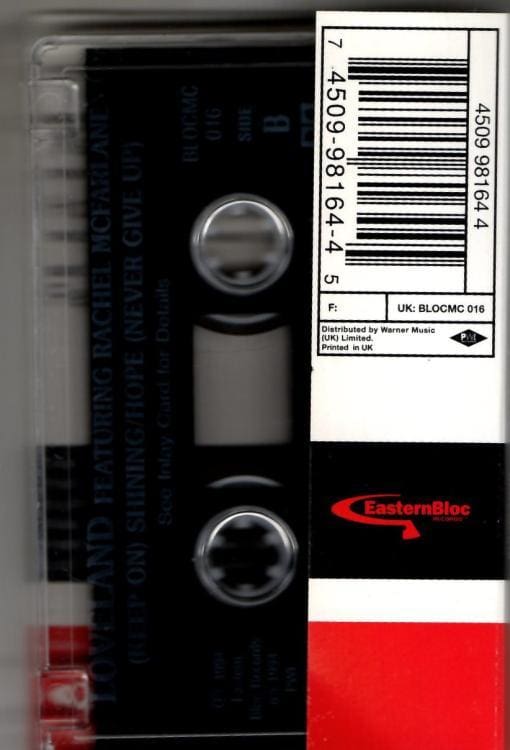 4509 98164 4
7 4509-98164-4 5
F:
UK: BLOCMC 016
Distributed by Warner Music
(UK) Limited.
Printed in UK
EasternBloc
RECORDS
BLOCMC
016
SIDE
B
LOVELAND FEATURING RACHEL MCFARLANE
(KEEP ON) SHINING/HOPE (NEVER GIVE UP)
See Inlay Card for Details